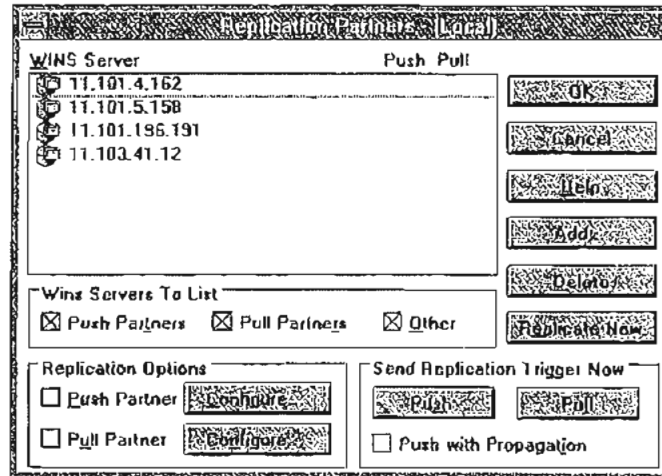 Replication Partners - (Local)
WINS Server Push Pull
11.101.4.162
11.101.5.158
11.101.196.191
11.103.41.12
OK
Cancel
Help
Add...
Delete
Replicate Now
Wins Servers To List
Push Partners Pull Partners Other
Replication Options
Push Partner Configure...
Pull Partner Configure...
Send Replication Trigger Now
Push Pull
Push with Propagation